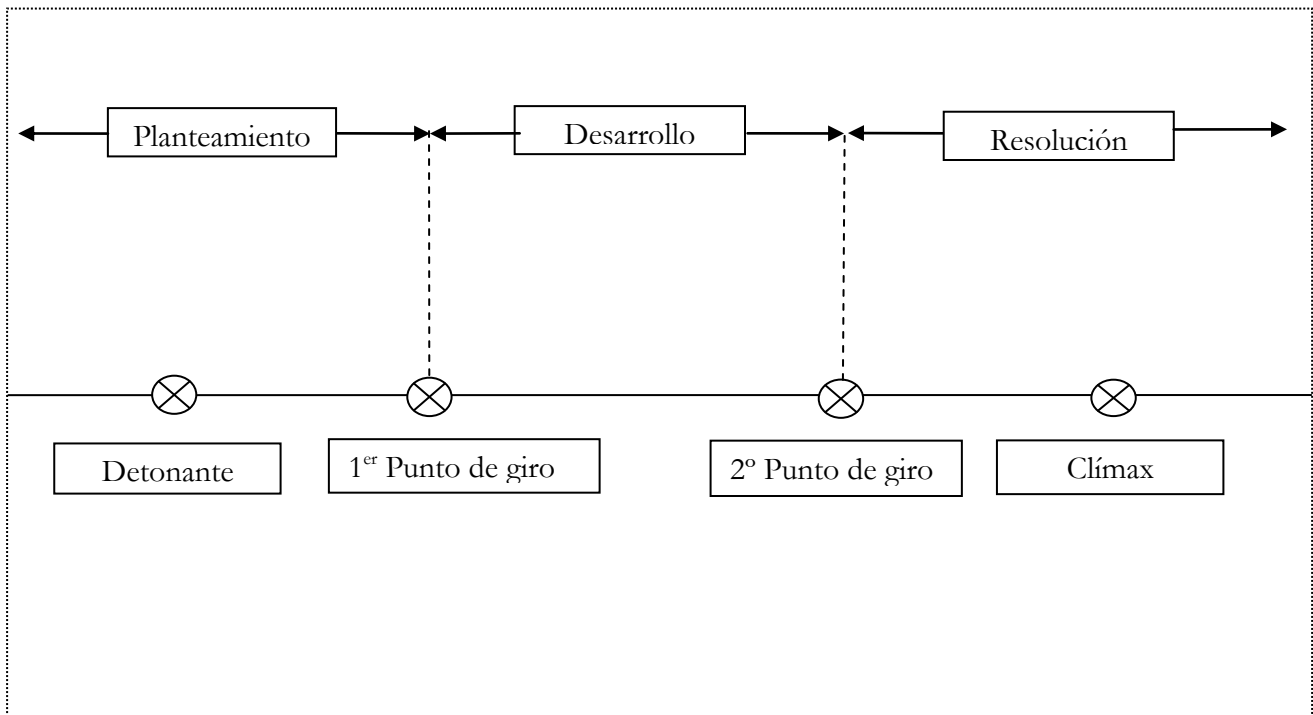 Planteamiento
Desarrollo
Resolución
Detonante
1er Punto de giro
2º Punto de giro
Clímax